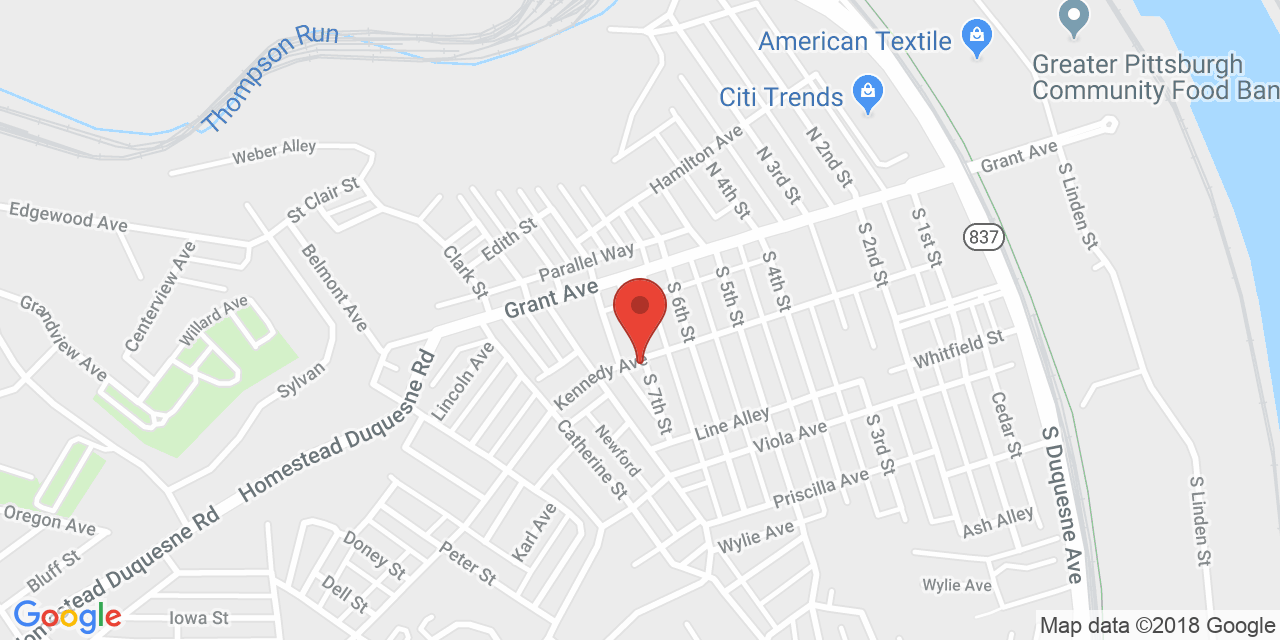 Thompson Run
American Textile
Citi Trends
Greater Pittsburgh
Community Food Ban
Weber Alley
Hamilton Ave
N 2nd St
N 3rd St
N 4th St
Grant Ave
S Linden St
St Clair St
Edgewood Ave
Edith St
Parallel Way
Clark St
Belmont Ave
Centerview Ave
Willard Ave
Grandview Ave
Grant Ave
S 6th St
S 5th St
S 4th St
S 2nd St
S 1st St
837
Sylvan
Lincoln Ave
Kennedy Ave
S 7th St
Whitfield St
Line Alley
Viola Ave
S 3rd St
Cedar St
Homestead Duquesne Rd
Newford
Catherine St
Priscilla Ave
S Duquesne Ave
S Linden St
Oregon Ave
Bluff St
Homestead Duquesne Rd
Doney St
Dell St
Peter St
Karl Ave
Wylie Ave
Ash Alley
Wylie Ave
Iowa St
Google
Map data ©2018 Google